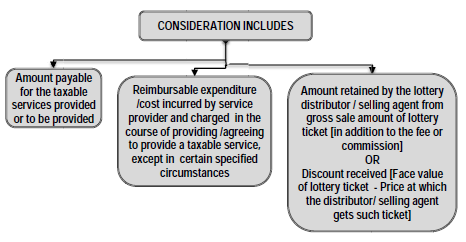 CONSIDERATION INCLUDES
Amount payable
for the taxable
services provided
or to be provided
Reimbursable expenditure
/cost incurred by service
provider and charged in the
course of providing /agreeing
to provide a taxable service,
except in certain specified
circumstances
Amount retained by the lottery
distributor / selling agent from
gross sale amount of lottery
ticket [in addition to the fee or
commission]
OR
Discount received [Face value
of lottery ticket - Price at which
the distributor/ selling agent
gets such ticket]